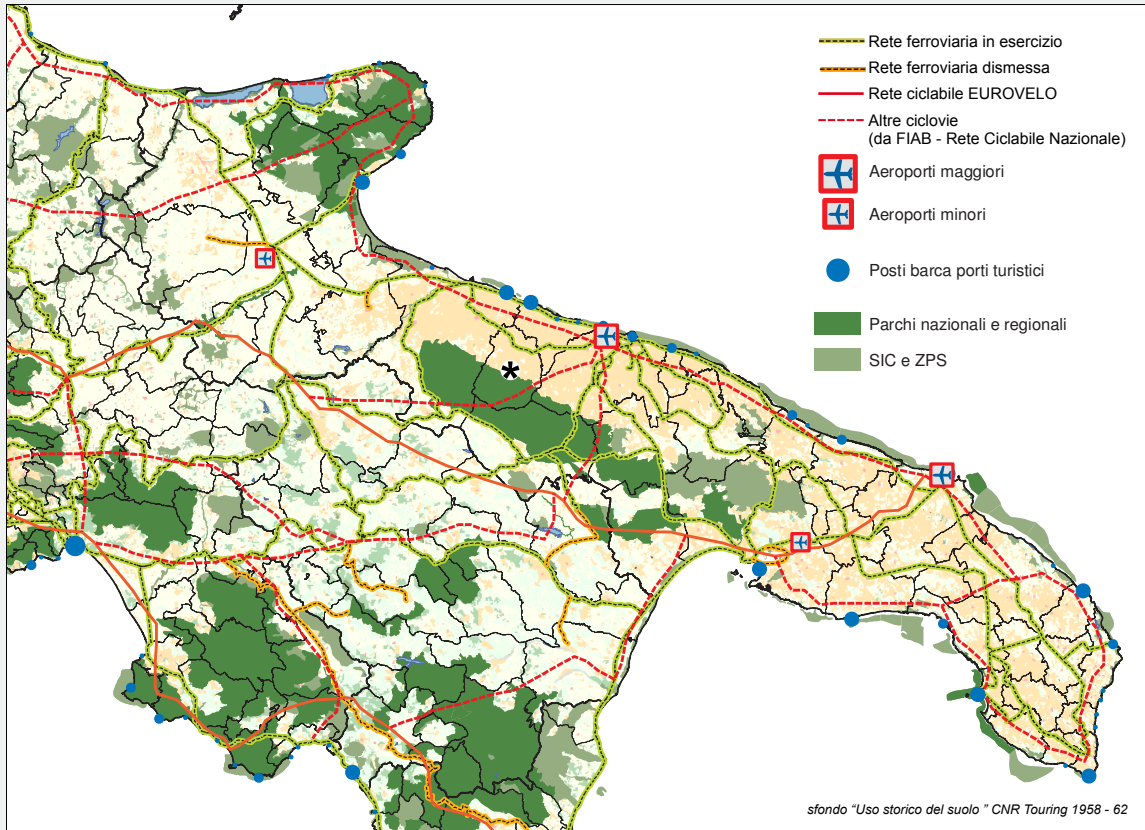 Rete ferroviaria in esercizio
Rete ferroviaria dismessa
Rete ciclabile EUROVELO
Altre ciclovie
(da FIAB - Rete Ciclabile Nazionale)
Aeroporti maggiori
Aeroporti minori
Posti barca porti turistici
Parchi nazionali e regionali
SIC e ZPS
*
sfondo "Uso storico del suolo " CNR Touring 1958 - 62